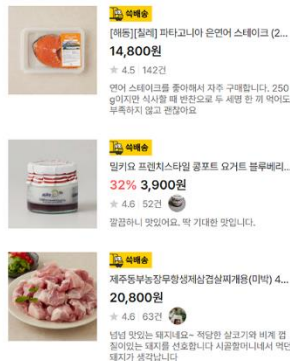 쓱배송
[해동][칠레] 파타고니아 은연어 스테이크 (2...
14,800원
★ 4.5 142건
연어 스테이크를 좋아해서 자주 구매합니다. 250
g이지만 식사할 때 반찬으로 두 세명 한 끼 먹어도
부족하지 않고 괜찮아요
쓱배송
밀키요 프렌치스타일 콩포트 요거트 블루베리...
32% 3,900원
★ 4.6 52건
깔끔하니 맛있어요. 딱 기대한 맛입니다.
쓱배송
제주동부농장무항생제삼겹살찌개용(미박) 4...
20,800원
★ 4.6 63건
넘넘 맛있는 돼지네요~ 적당한 살코기와 비계 껍
질이있는 돼지를 선호합니다 시골할머니네서 먹던
돼지가 생각납니다